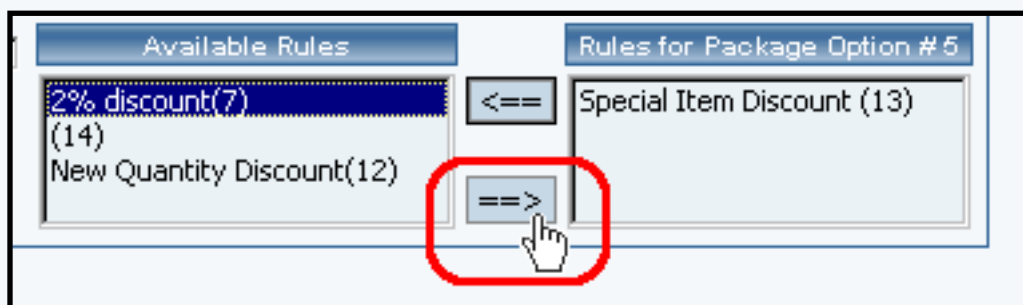 Available Rules
2% discount(7)
(14)
New Quantity Discount(12)
<==
==>
Rules for Package Option #5
Special Item Discount (13)